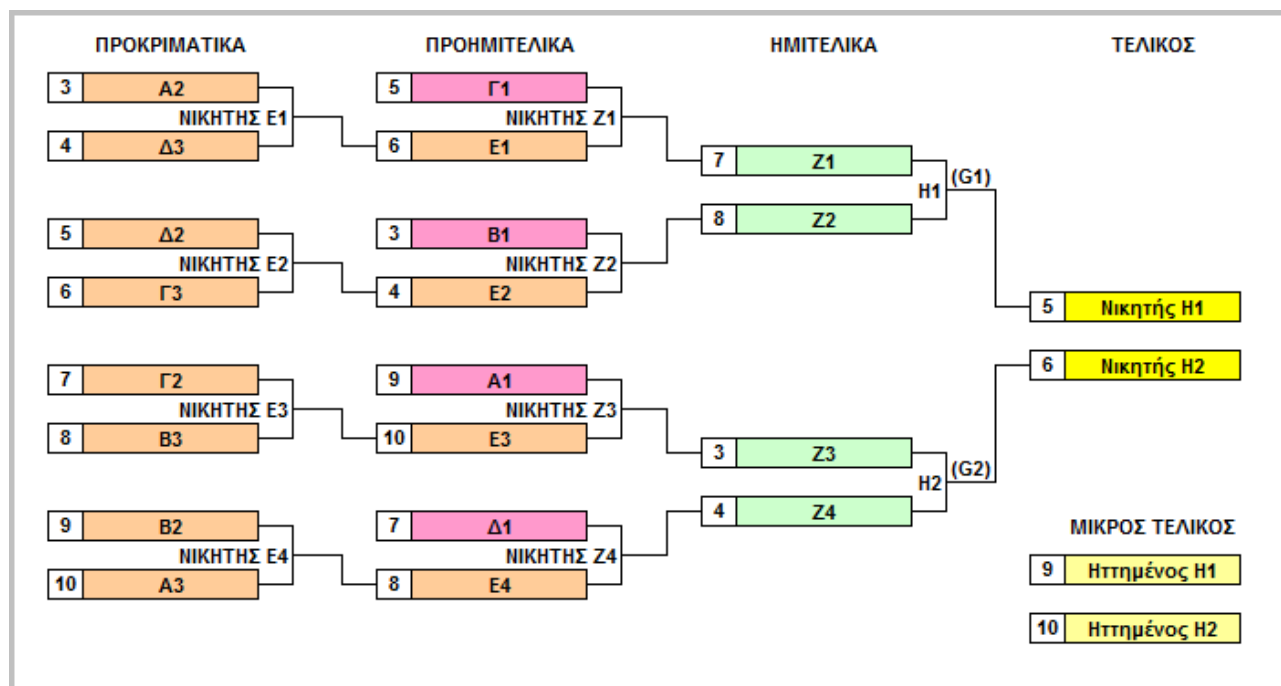 ΠΡΟΚΡΙΜΑΤΙΚΑ
3 Α2
ΝΙΚΗΤΗΣ Ε1
4 Δ3
5 Δ2
ΝΙΚΗΤΗΣ Ε2
6 Γ3
7 Γ2
ΝΙΚΗΤΗΣ Ε3
8 Β3
9 Β2
ΝΙΚΗΤΗΣ Ε4
10 Α3
ΠΡΟΗΜΙΤΕΛΙΚΑ
5 Γ1
ΝΙΚΗΤΗΣ Ζ1
6 Ε1
3 Β1
ΝΙΚΗΤΗΣ Ζ2
4 Ε2
9 Α1
ΝΙΚΗΤΗΣ Ζ3
10 Ε3
7 Δ1
ΝΙΚΗΤΗΣ Ζ4
8 Ε4
ΗΜΙΤΕΛΙΚΑ
7 Ζ1
Η1 (G1)
8 Ζ2
3 Ζ3
Η2 (G2)
4 Ζ4
ΤΕΛΙΚΟΣ
5 Νικητής Η1
6 Νικητής Η2
ΜΙΚΡΟΣ ΤΕΛΙΚΟΣ
9 Ηττημένος Η1
10 Ηττημένος Η2